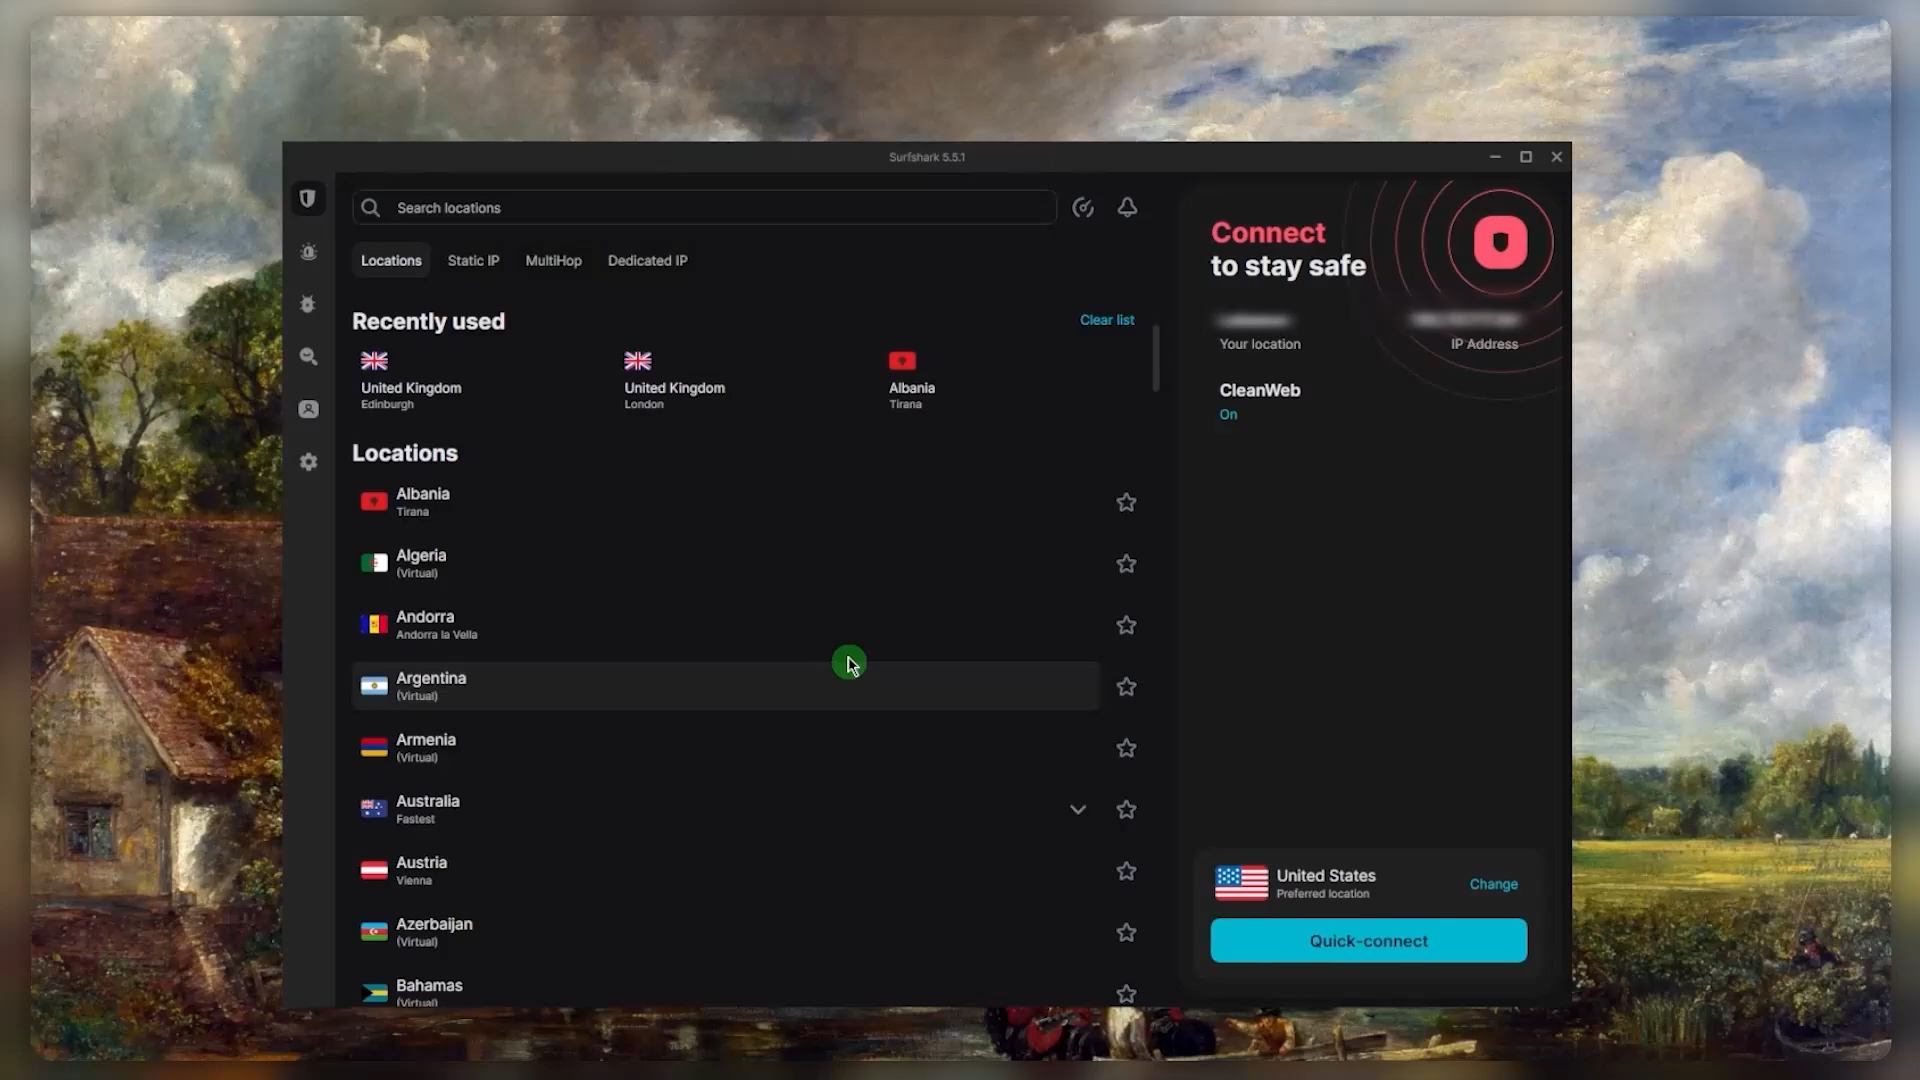 Surfshark 5.5.1
Search locations
Locations
Static IP
MultiHop
Dedicated IP
Recently used
Clear list
United Kingdom
Edinburgh
United Kingdom
London
Albania
Tirana
Locations
Albania
Tirana
Algeria
(Virtual)
Andorra
Andorra la Vella
Argentina
(Virtual)
Armenia
(Virtual)
Australia
Fastest
Austria
Vienna
Azerbaijan
(Virtual)
Bahamas
(Virtual)
Connect
to stay safe
Your location
IP Address
CleanWeb
On
United States
Preferred location
Change
Quick-connect